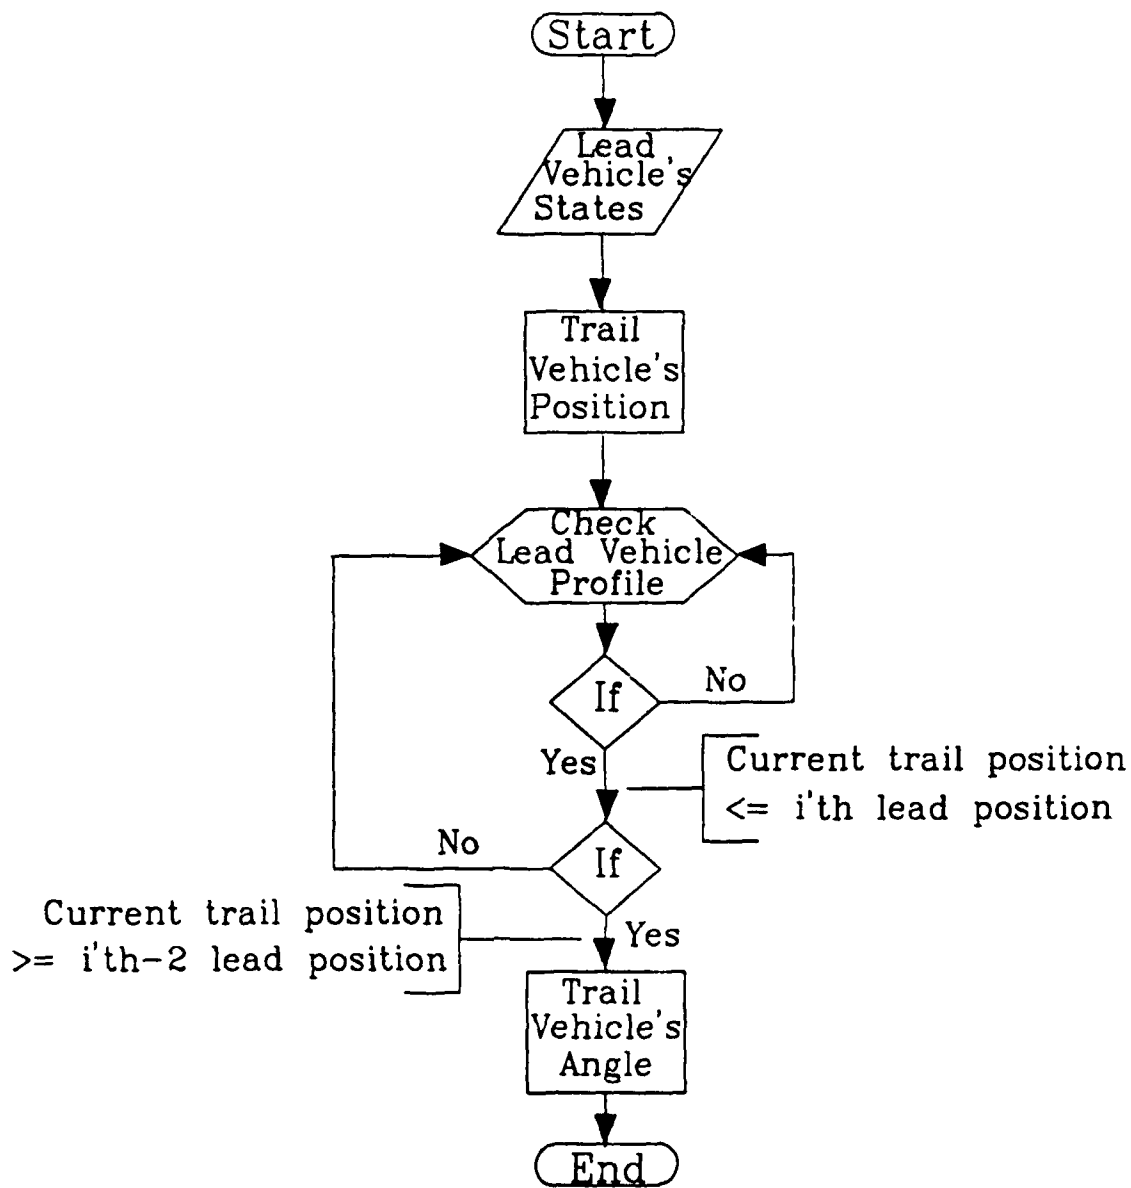 Start
Lead
Vehicle's
States
Trail
Vehicle's
Position
Check
Lead Vehicle
Profile
If
No
Yes
Current trail position
<= i'th lead position
If
No
Current trail position
>= i'th-2 lead position
Yes
Trail
Vehicle's
Angle
End